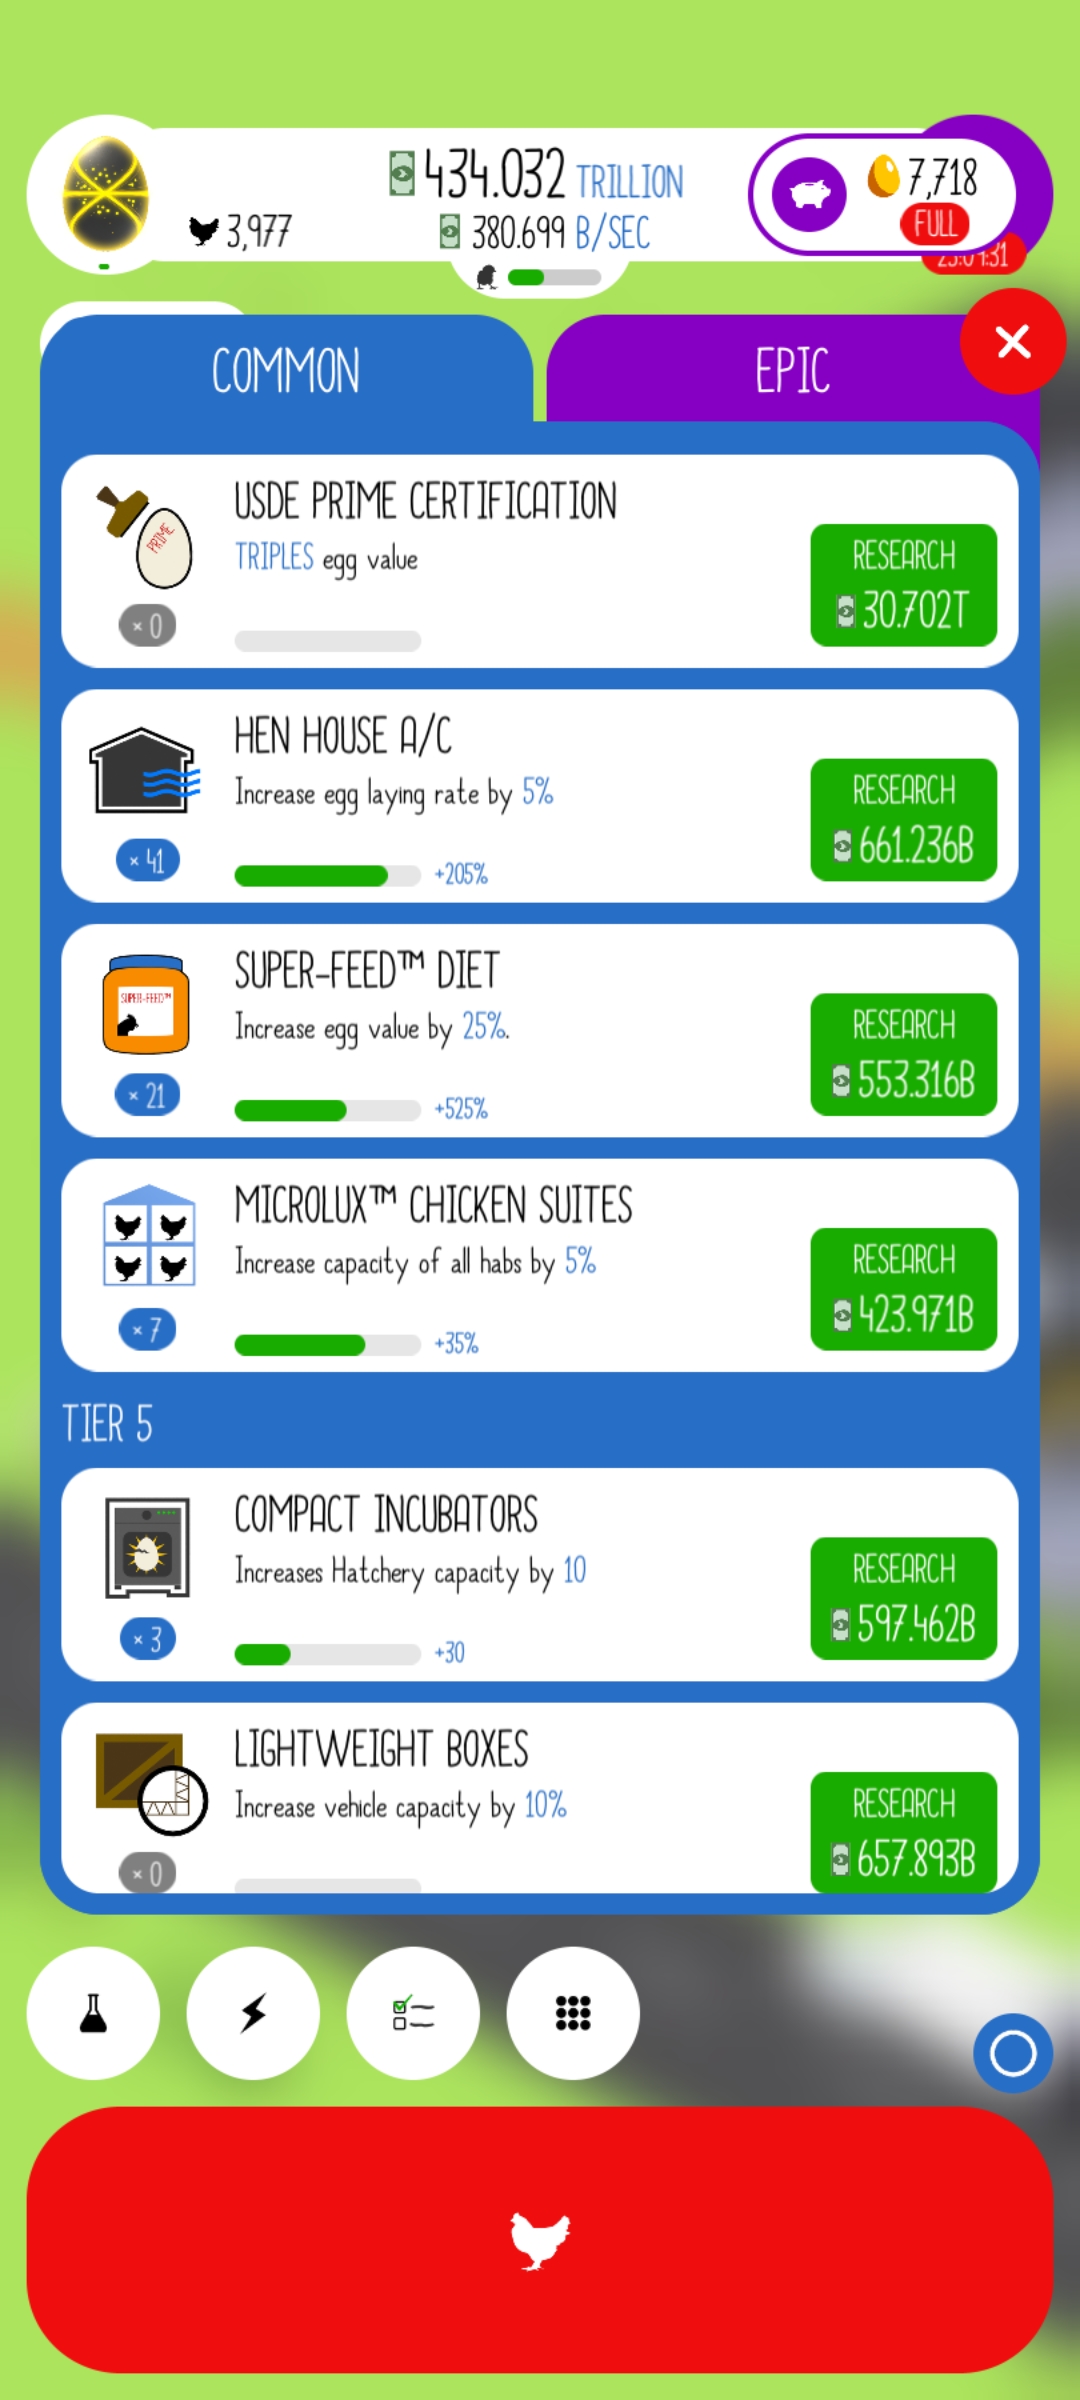 434.032 TRILLION
3,977
380.699 B/SEC
7,718
FULL
COMMON
EPIC
USDE PRIME CERTIFICATION
TRIPLES egg value
PRIME
× 0
RESEARCH
30.702T
HEN HOUSE A/C
Increase egg laying rate by 5%
× 41
+205%
RESEARCH
661.236B
SUPER-FEED™ DIET
Increase egg value by 25%.
SUPER-FEED™
× 21
+525%
RESEARCH
553.316B
MICROLUX™ CHICKEN SUITES
Increase capacity of all habs by 5%
× 7
+35%
RESEARCH
423.971B
TIER 5
COMPACT INCUBATORS
Increases Hatchery capacity by 10
× 3
+30
RESEARCH
597.462B
LIGHTWEIGHT BOXES
Increase vehicle capacity by 10%
× 0
RESEARCH
657.893B